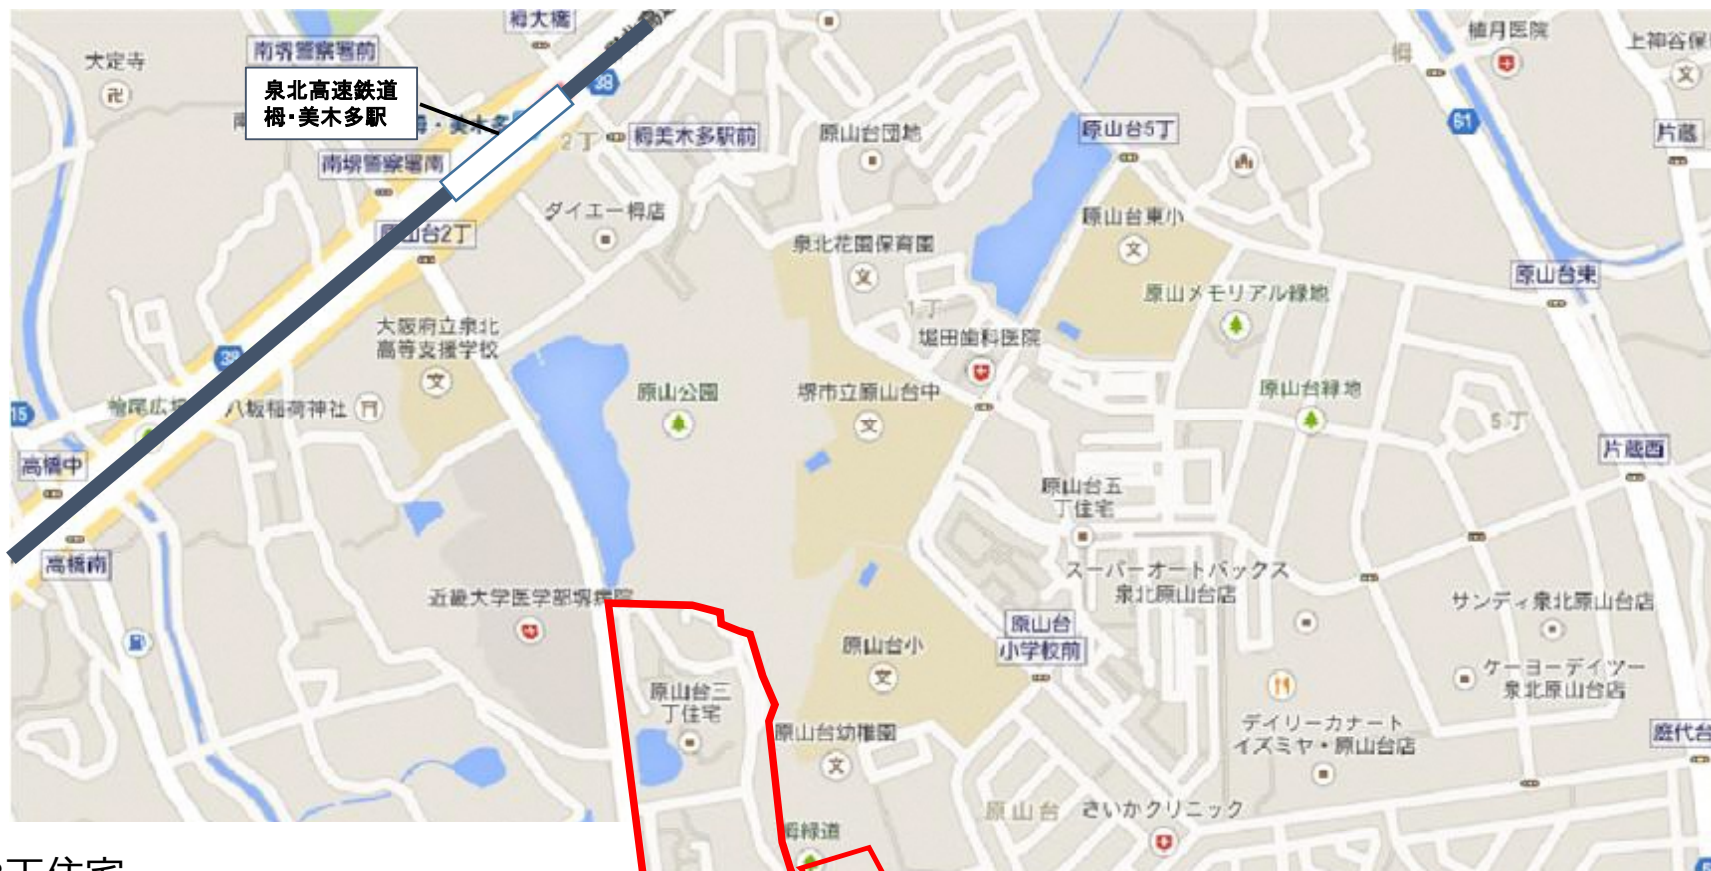 栂大橋
植月医院
上神谷保
南堺警察署前
栂
大定寺
泉北高速鉄道
栂・美木多駅
38
2丁
栂美木多駅前
原山台団地
原山台5丁
61
片蔵
南堺警察署南
ダイエー栂店
原山台東小
原山台2丁
泉北花園保育園
原山台東
原山メモリアル緑地
1丁
大阪府立泉北
高等支援学校
堀田歯科医院
38
原山公園
堺市立原山台中
原山台緑地
15
檜尾広場
八坂稲荷神社
5丁
高橋中
片蔵西
原山台五
丁住宅
高橋南
スーパーオートバックス
泉北原山台店
近畿大学医学部堺病院
サンディ泉北原山台店
原山台
小学校前
原山台小
ケーヨーデイツー
泉北原山台店
原山台三
丁住宅
デイリーカナート
イズミヤ・原山台店
原山台幼稚園
庭代台
原山台
さいかクリニック
栂緑道
丁住宅